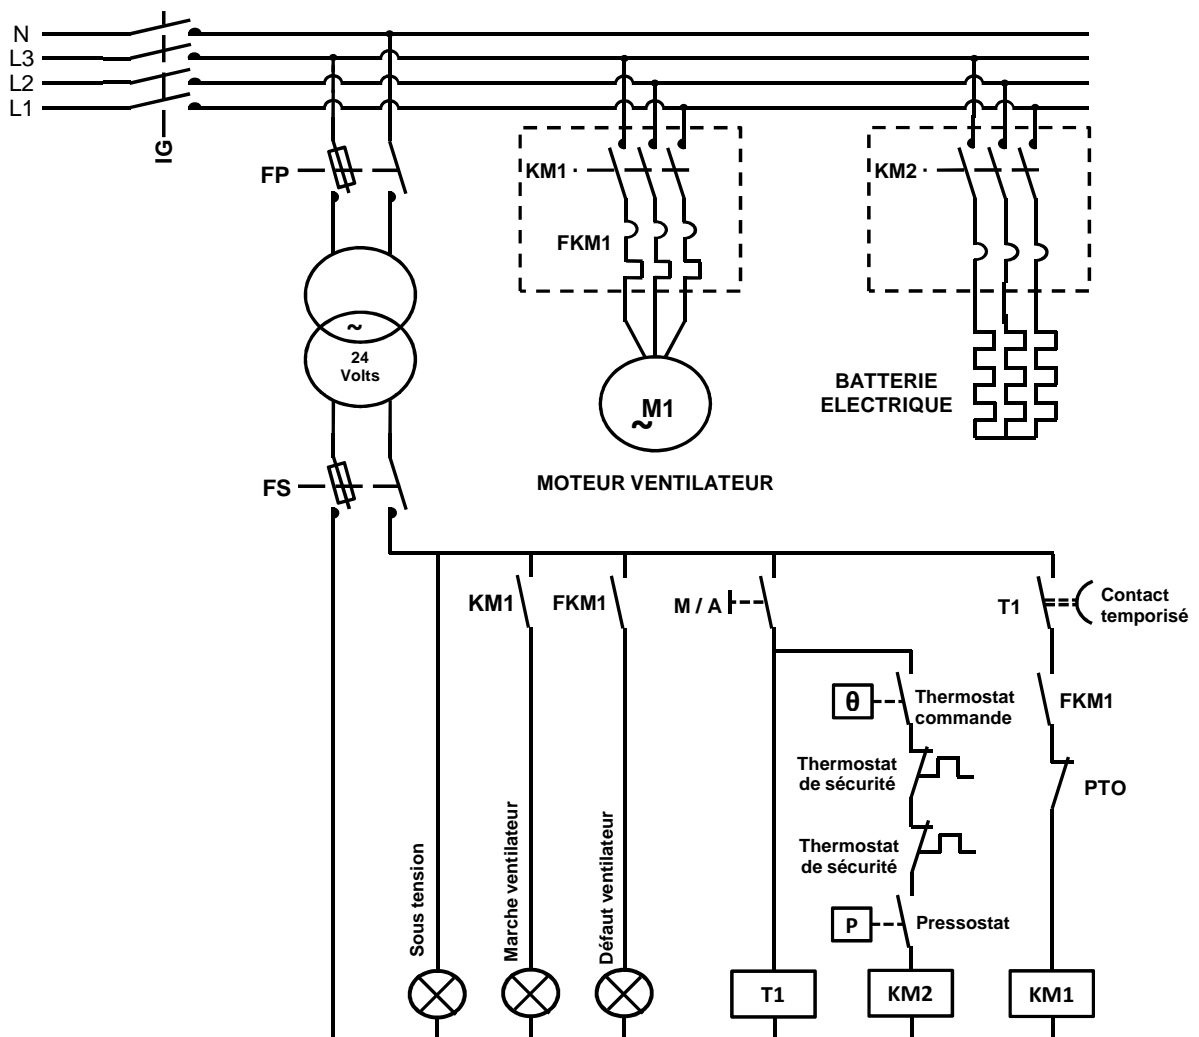 N
L3
L2
L1
IG
FP
KM1
FKM1
KM2
~
24
Volts
M1
~
BATTERIE
ELECTRIQUE
MOTEUR VENTILATEUR
FS
KM1
FKM1
M / A
T1
Contact
temporisé
θ
Thermostat
commande
FKM1
Thermostat
de sécurité
PTO
Thermostat
de sécurité
P
Pressostat
Sous tension
Marche ventilateur
Défaut ventilateur
T1
KM2
KM1